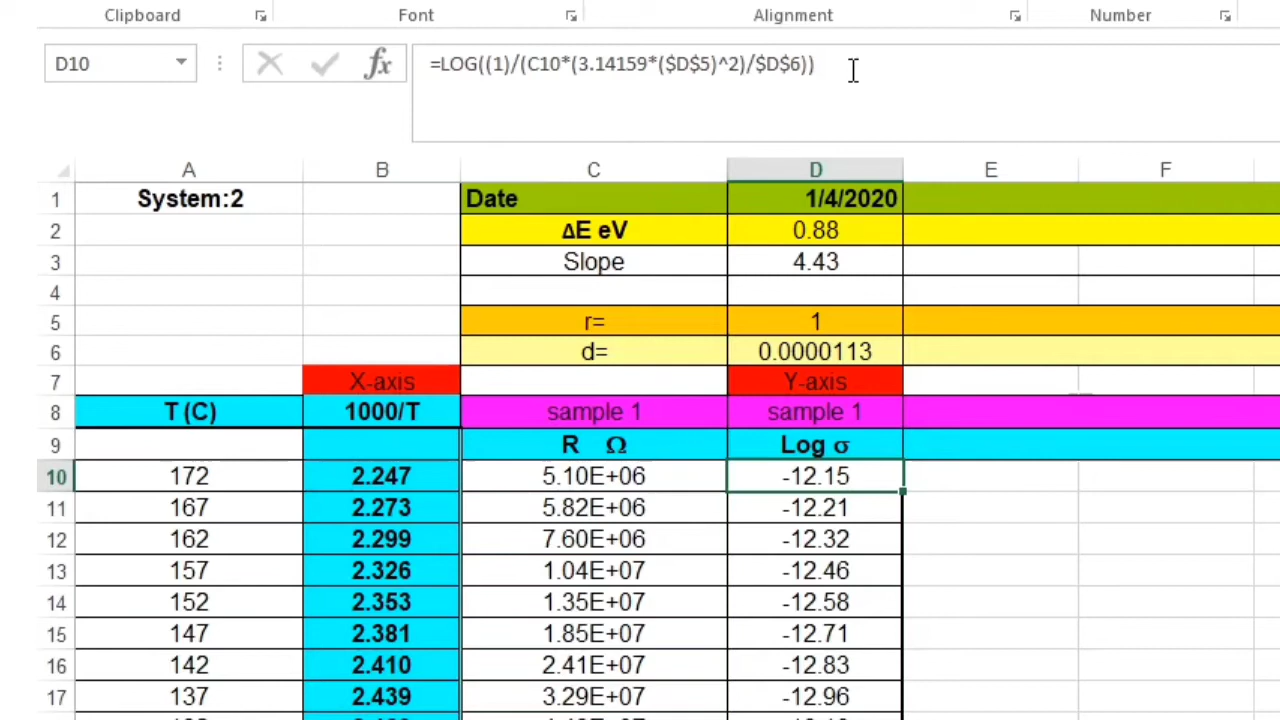 Clipboard Font Alignment Number
D10 fx =LOG((1)/(C10*(3.14159*($D$5)^2)/$D$6))
A B C D E F
1 System:2 Date 1/4/2020
2 ΔE eV 0.88
3 Slope 4.43
4
5 r= 1
6 d= 0.0000113
7 X-axis Y-axis
8 T (C) 1000/T sample 1 sample 1
9 R Ω Log σ
10 172 2.247 5.10E+06 -12.15
11 167 2.273 5.82E+06 -12.21
12 162 2.299 7.60E+06 -12.32
13 157 2.326 1.04E+07 -12.46
14 152 2.353 1.35E+07 -12.58
15 147 2.381 1.85E+07 -12.71
16 142 2.410 2.41E+07 -12.83
17 137 2.439 3.29E+07 -12.96